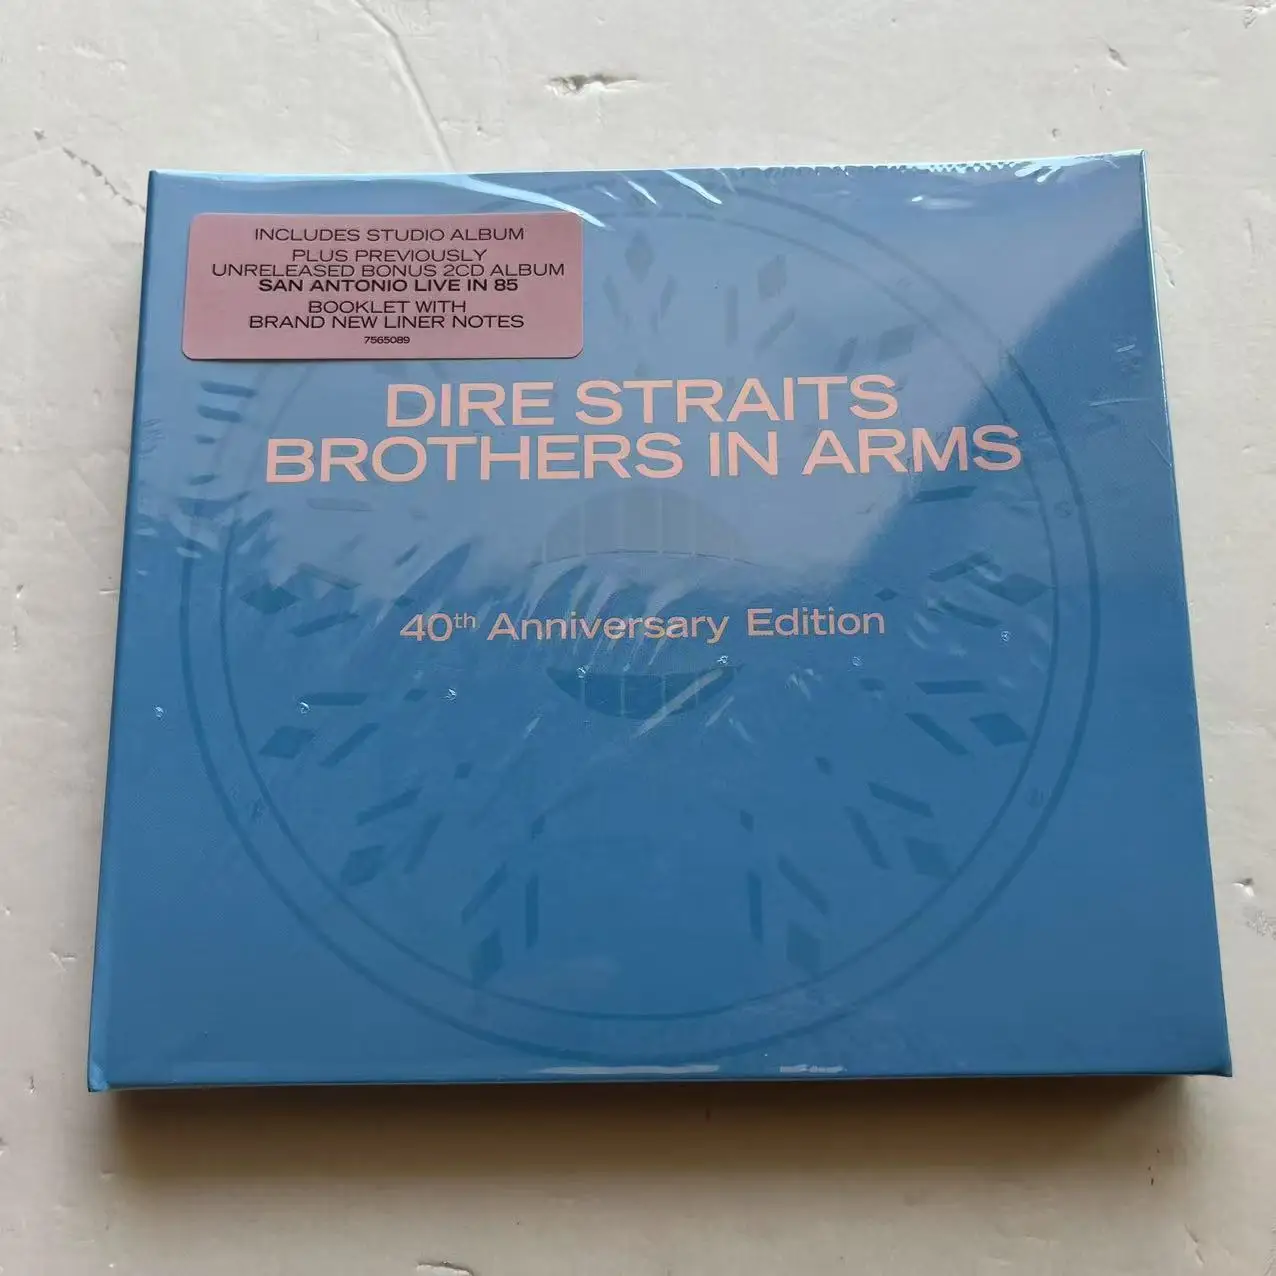 INCLUDES STUDIO ALBUM
PLUS PREVIOUSLY
UNRELEASED BONUS 2CD ALBUM
SAN ANTONIO LIVE IN 85
BOOKLET WITH
BRAND NEW LINER NOTES
7565089
DIRE STRAITS
BROTHERS IN ARMS
40th Anniversary Edition